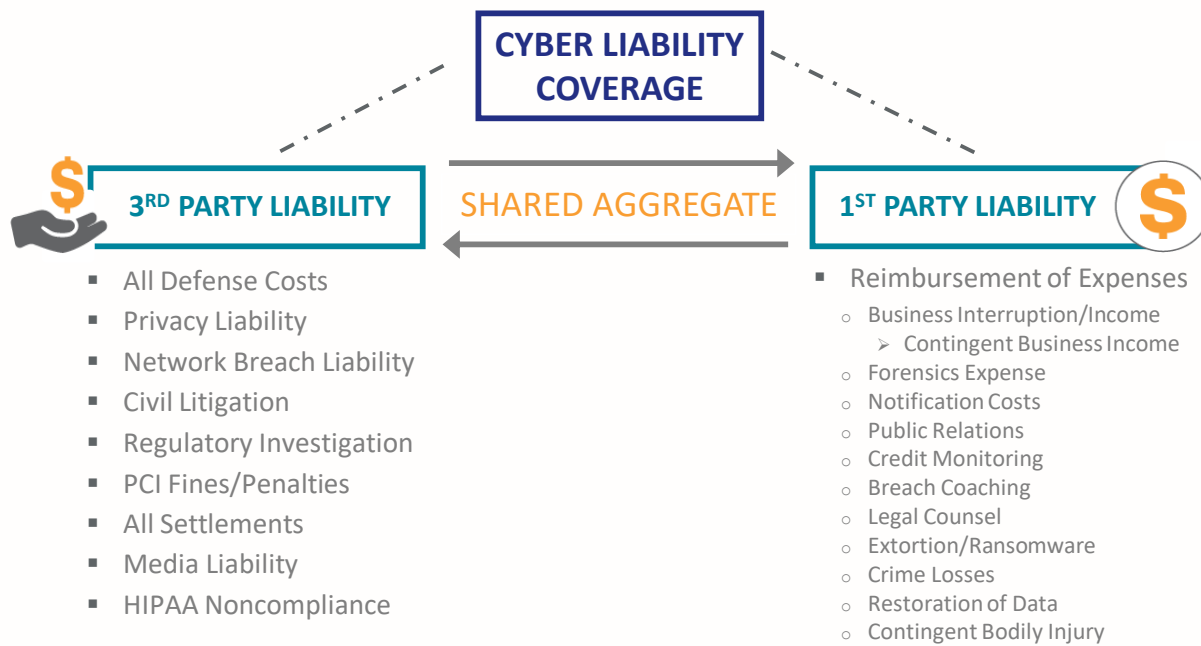 CYBER LIABILITY
COVERAGE
$
3RD PARTY LIABILITY
SHARED AGGREGATE
1ST PARTY LIABILITY
$
▪ All Defense Costs
▪ Privacy Liability
▪ Network Breach Liability
▪ Civil Litigation
▪ Regulatory Investigation
▪ PCI Fines/Penalties
▪ All Settlements
▪ Media Liability
▪ HIPAA Noncompliance
▪ Reimbursement of Expenses
○ Business Interruption/Income
➢ Contingent Business Income
○ Forensics Expense
○ Notification Costs
○ Public Relations
○ Credit Monitoring
○ Breach Coaching
○ Legal Counsel
○ Extortion/Ransomware
○ Crime Losses
○ Restoration of Data
○ Contingent Bodily Injury